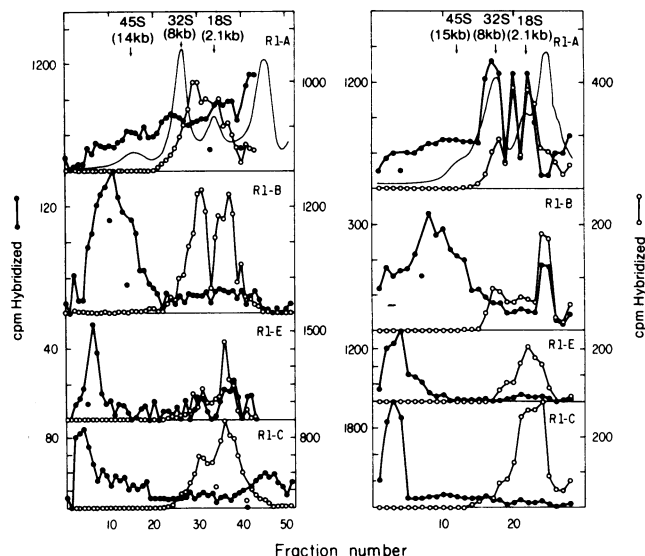 45S
(14kb)
32S
(8kb)
18S
(2.1kb)
R1-A
1200
1000
R1-B
120
1200
R1-E
40
1500
R1-C
80
800
10
20
30
40
50
45S
(15kb)
32S
(8kb)
18S
(2.1kb)
R1-A
1200
400
R1-B
300
200
R1-E
1200
200
R1-C
1800
200
10
20
cpm Hybridized
cpm Hybridized
Fraction number